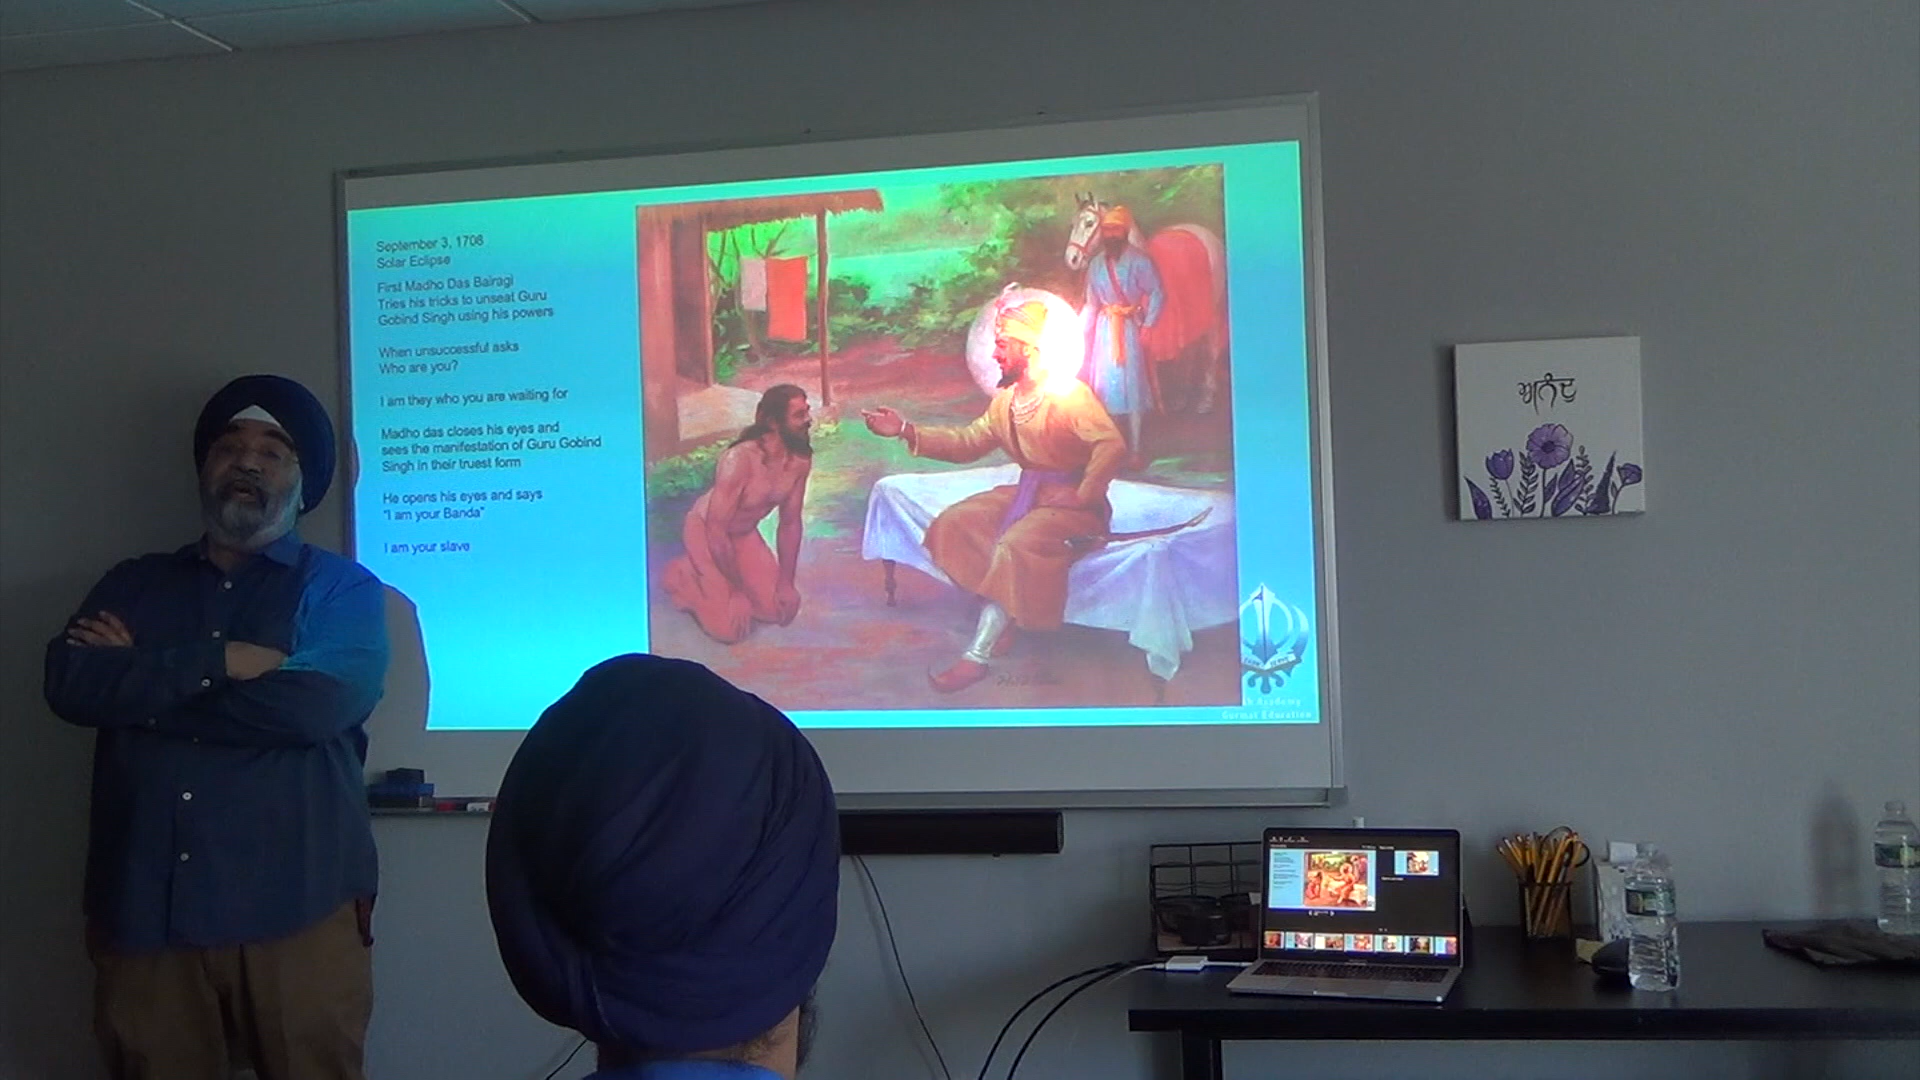 September 3, 1708
Solar Eclipse
First Madho Das Bairagi
Tries his tricks to unseat Guru
Gobind Singh using his powers
When unsuccessful asks
Who are you?
I am they who you are waiting for
Madho das closes his eyes and
sees the manifestation of Guru Gobind
Singh in their truest form
He opens his eyes and says
"I am your Banda"
I am your slave
Academy
Gurmat Education
ਅਨੰਦੁ